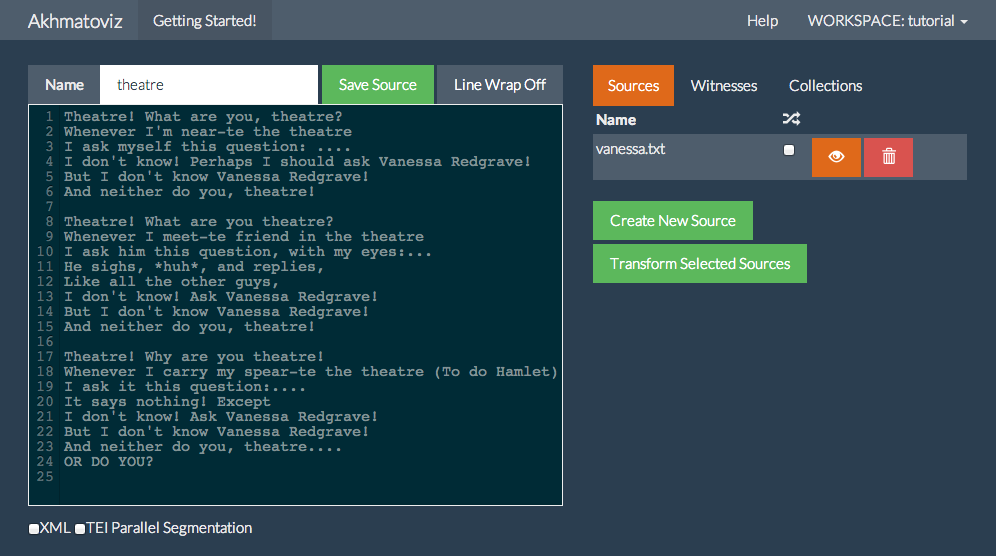 Akhmatoviz Getting Started! Help WORKSPACE: tutorial
Name theatre Save Source Line Wrap Off
1 Theatre! What are you, theatre?
2 Whenever I'm near-te the theatre
3 I ask myself this question: ....
4 I don't know! Perhaps I should ask Vanessa Redgrave!
5 But I don't know Vanessa Redgrave!
6 And neither do you, theatre!
7
8 Theatre! What are you theatre?
9 Whenever I meet-te friend in the theatre
10 I ask him this question, with my eyes:...
11 He sighs, *huh*, and replies,
12 Like all the other guys,
13 I don't know! Ask Vanessa Redgrave!
14 But I don't know Vanessa Redgrave!
15 And neither do you, theatre!
16
17 Theatre! Why are you theatre!
18 Whenever I carry my spear-te the theatre (To do Hamlet)
19 I ask it this question:....
20 It says nothing! Except
21 I don't know! Ask Vanessa Redgrave!
22 But I don't know Vanessa Redgrave!
23 And neither do you, theatre....
24 OR DO YOU?
25
XML TEI Parallel Segmentation
Sources Witnesses Collections
Name
vanessa.txt
Create New Source
Transform Selected Sources